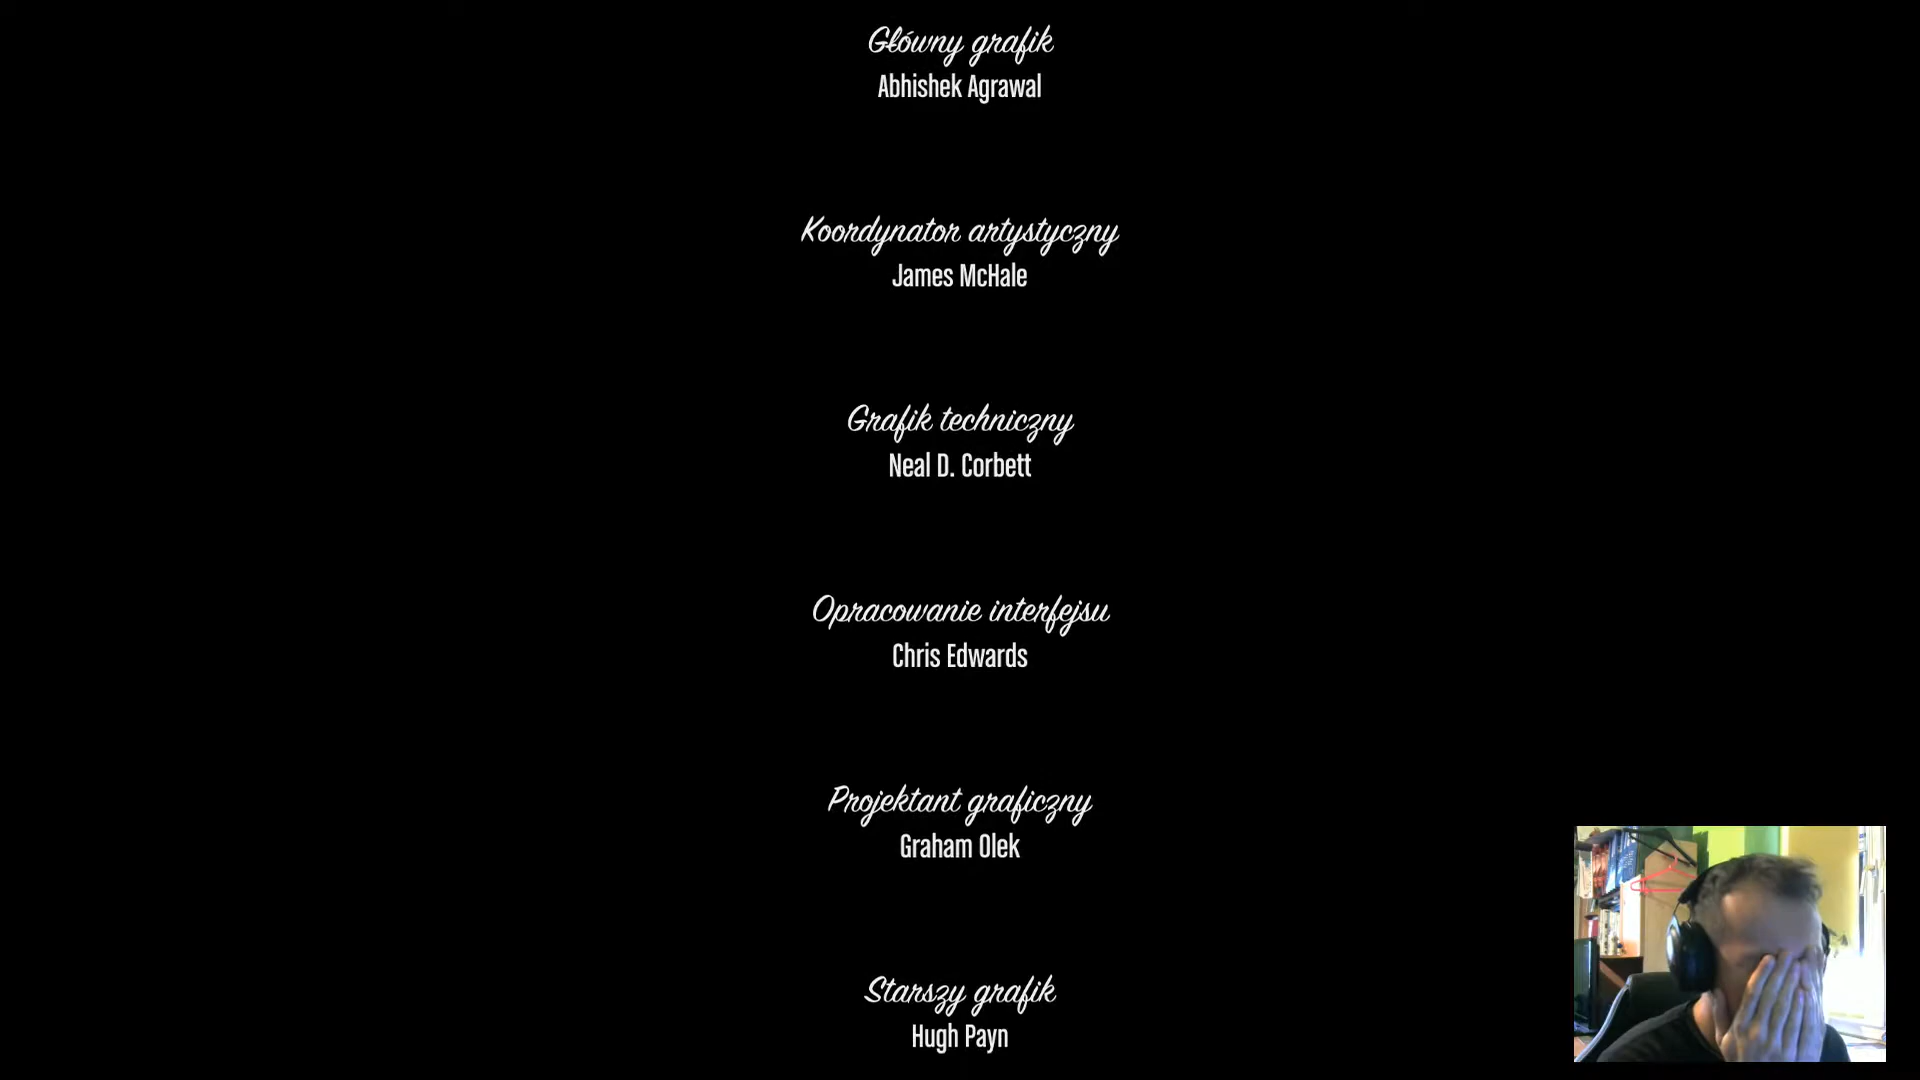 Główny grafik
Abhishek Agrawal
Koordynator artystyczny
James McHale
Grafik techniczny
Neal D. Corbett
Opracowanie interfejsu
Chris Edwards
Projektant graficzny
Graham Olek
Starszy grafik
Hugh Payn